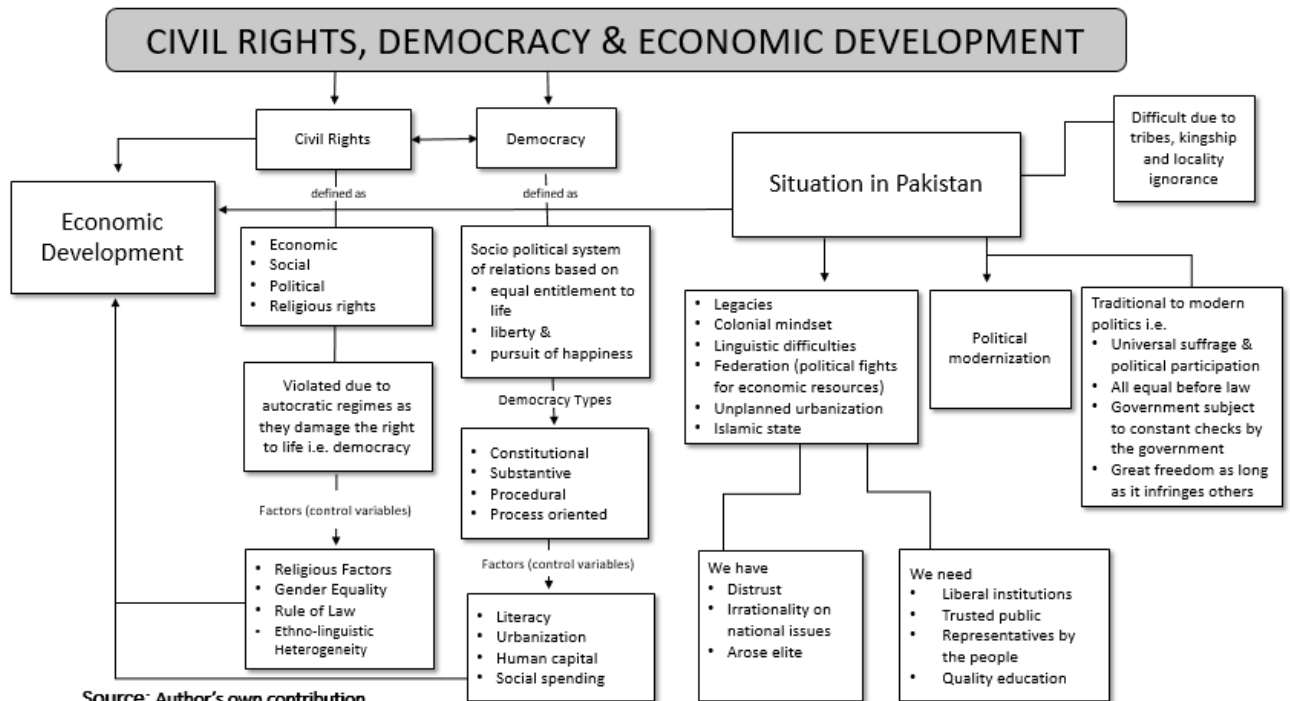 CIVIL RIGHTS, DEMOCRACY & ECONOMIC DEVELOPMENT
Civil Rights
Democracy
Difficult due to
tribes, kingship
and locality
ignorance
Situation in Pakistan
Economic
Development
defined as
defined as
• Economic
• Social
• Political
• Religious rights
Socio political system
of relations based on
• equal entitlement to
life
• liberty &
• pursuit of happiness
• Legacies
• Colonial mindset
• Linguistic difficulties
• Federation (political fights
for economic resources)
• Unplanned urbanization
• Islamic state
Political
modernization
Traditional to modern
politics i.e.
• Universal suffrage &
political participation
• All equal before law
• Government subject
to constant checks by
the government
• Great freedom as long
as it infringes others
Violated due to
autocratic regimes as
they damage the right
to life i.e. democracy
Democracy Types
• Constitutional
• Substantive
• Procedural
• Process oriented
Factors (control variables)
Factors (control variables)
• Religious Factors
• Gender Equality
• Rule of Law
• Ethno-linguistic
Heterogeneity
• Literacy
• Urbanization
• Human capital
• Social spending
We have
• Distrust
• Irrationality on
national issues
• Arose elite
We need
• Liberal institutions
• Trusted public
• Representatives by
the people
• Quality education
Source: Author's own contribution